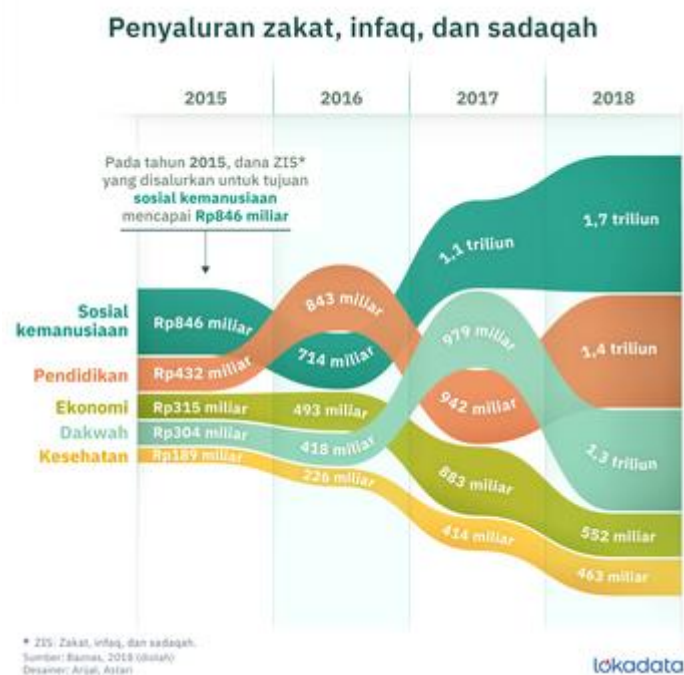 Penyaluran zakat, infaq, dan sadaqah
2015 2016 2017 2018
Pada tahun 2015, dana ZIS*
yang disalurkan untuk tujuan
sosial kemanusiaan
mencapai Rp846 miliar
Sosial
kemanusiaan
Rp846 miliar
714 miliar
1,1 triliun
1,7 triliun
Pendidikan
Rp432 miliar
843 miliar
942 miliar
1,4 triliun
Ekonomi
Rp315 miliar
493 miliar
883 miliar
552 miliar
Dakwah
Rp304 miliar
418 miliar
979 miliar
1,3 triliun
Kesehatan
Rp189 miliar
226 miliar
414 miliar
463 miliar
* ZIS: Zakat, infaq, dan sadaqah.
Sumber: Baznas, 2018 (diolah)
Desainer: Arijal, Astari
lokadata